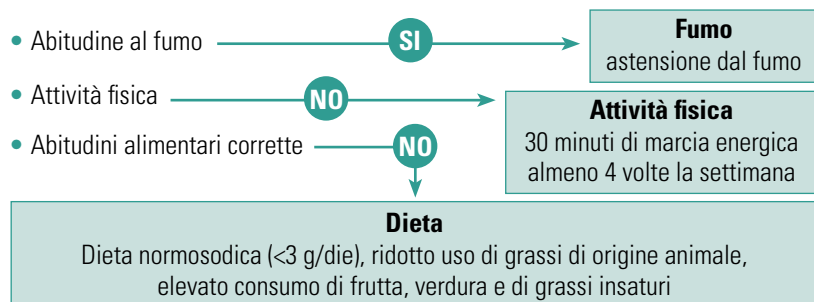 • Abitudine al fumo
SI
Fumo
astensione dal fumo
• Attività fisica
NO
Attività fisica
30 minuti di marcia energica
almeno 4 volte la settimana
• Abitudini alimentari corrette
NO
Dieta
Dieta normosodica (<3 g/die), ridotto uso di grassi di origine animale,
elevato consumo di frutta, verdura e di grassi insaturi